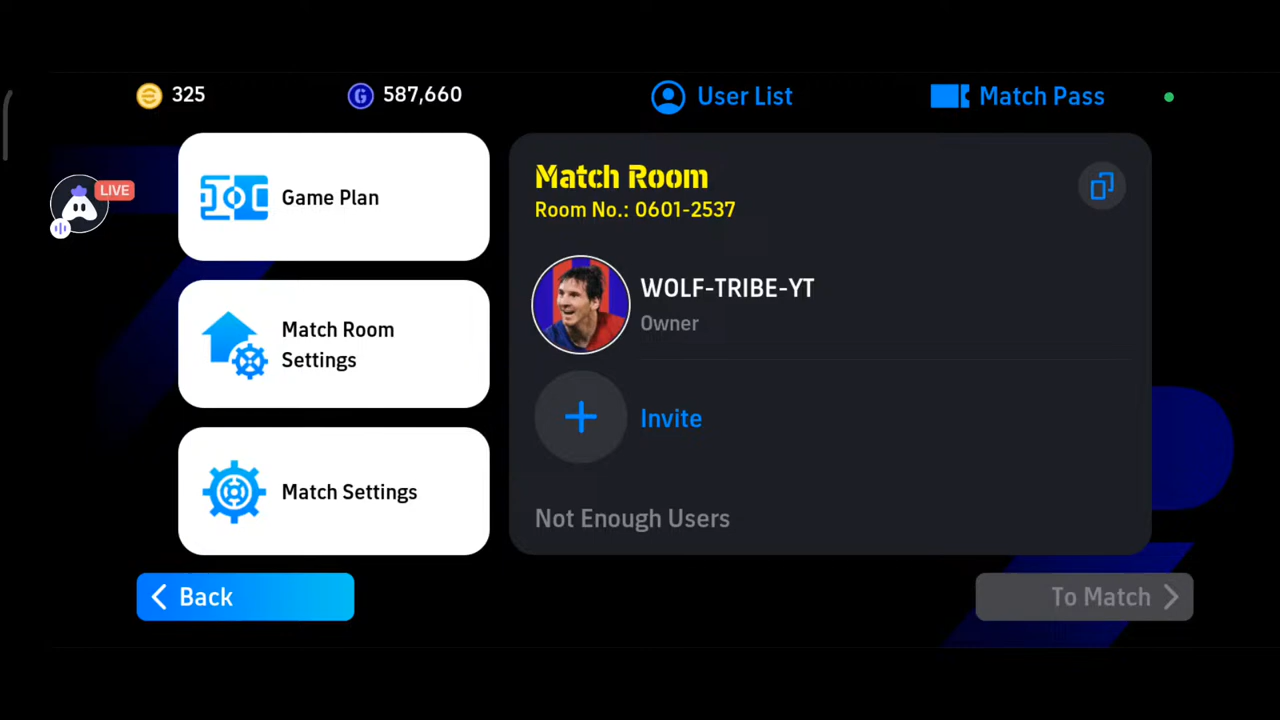 325
587,660
User List
Match Pass
LIVE
Game Plan
Match Room
Settings
Match Settings
Match Room
Room No.: 0601-2537
WOLF-TRIBE-YT
Owner
Invite
Not Enough Users
Back
To Match